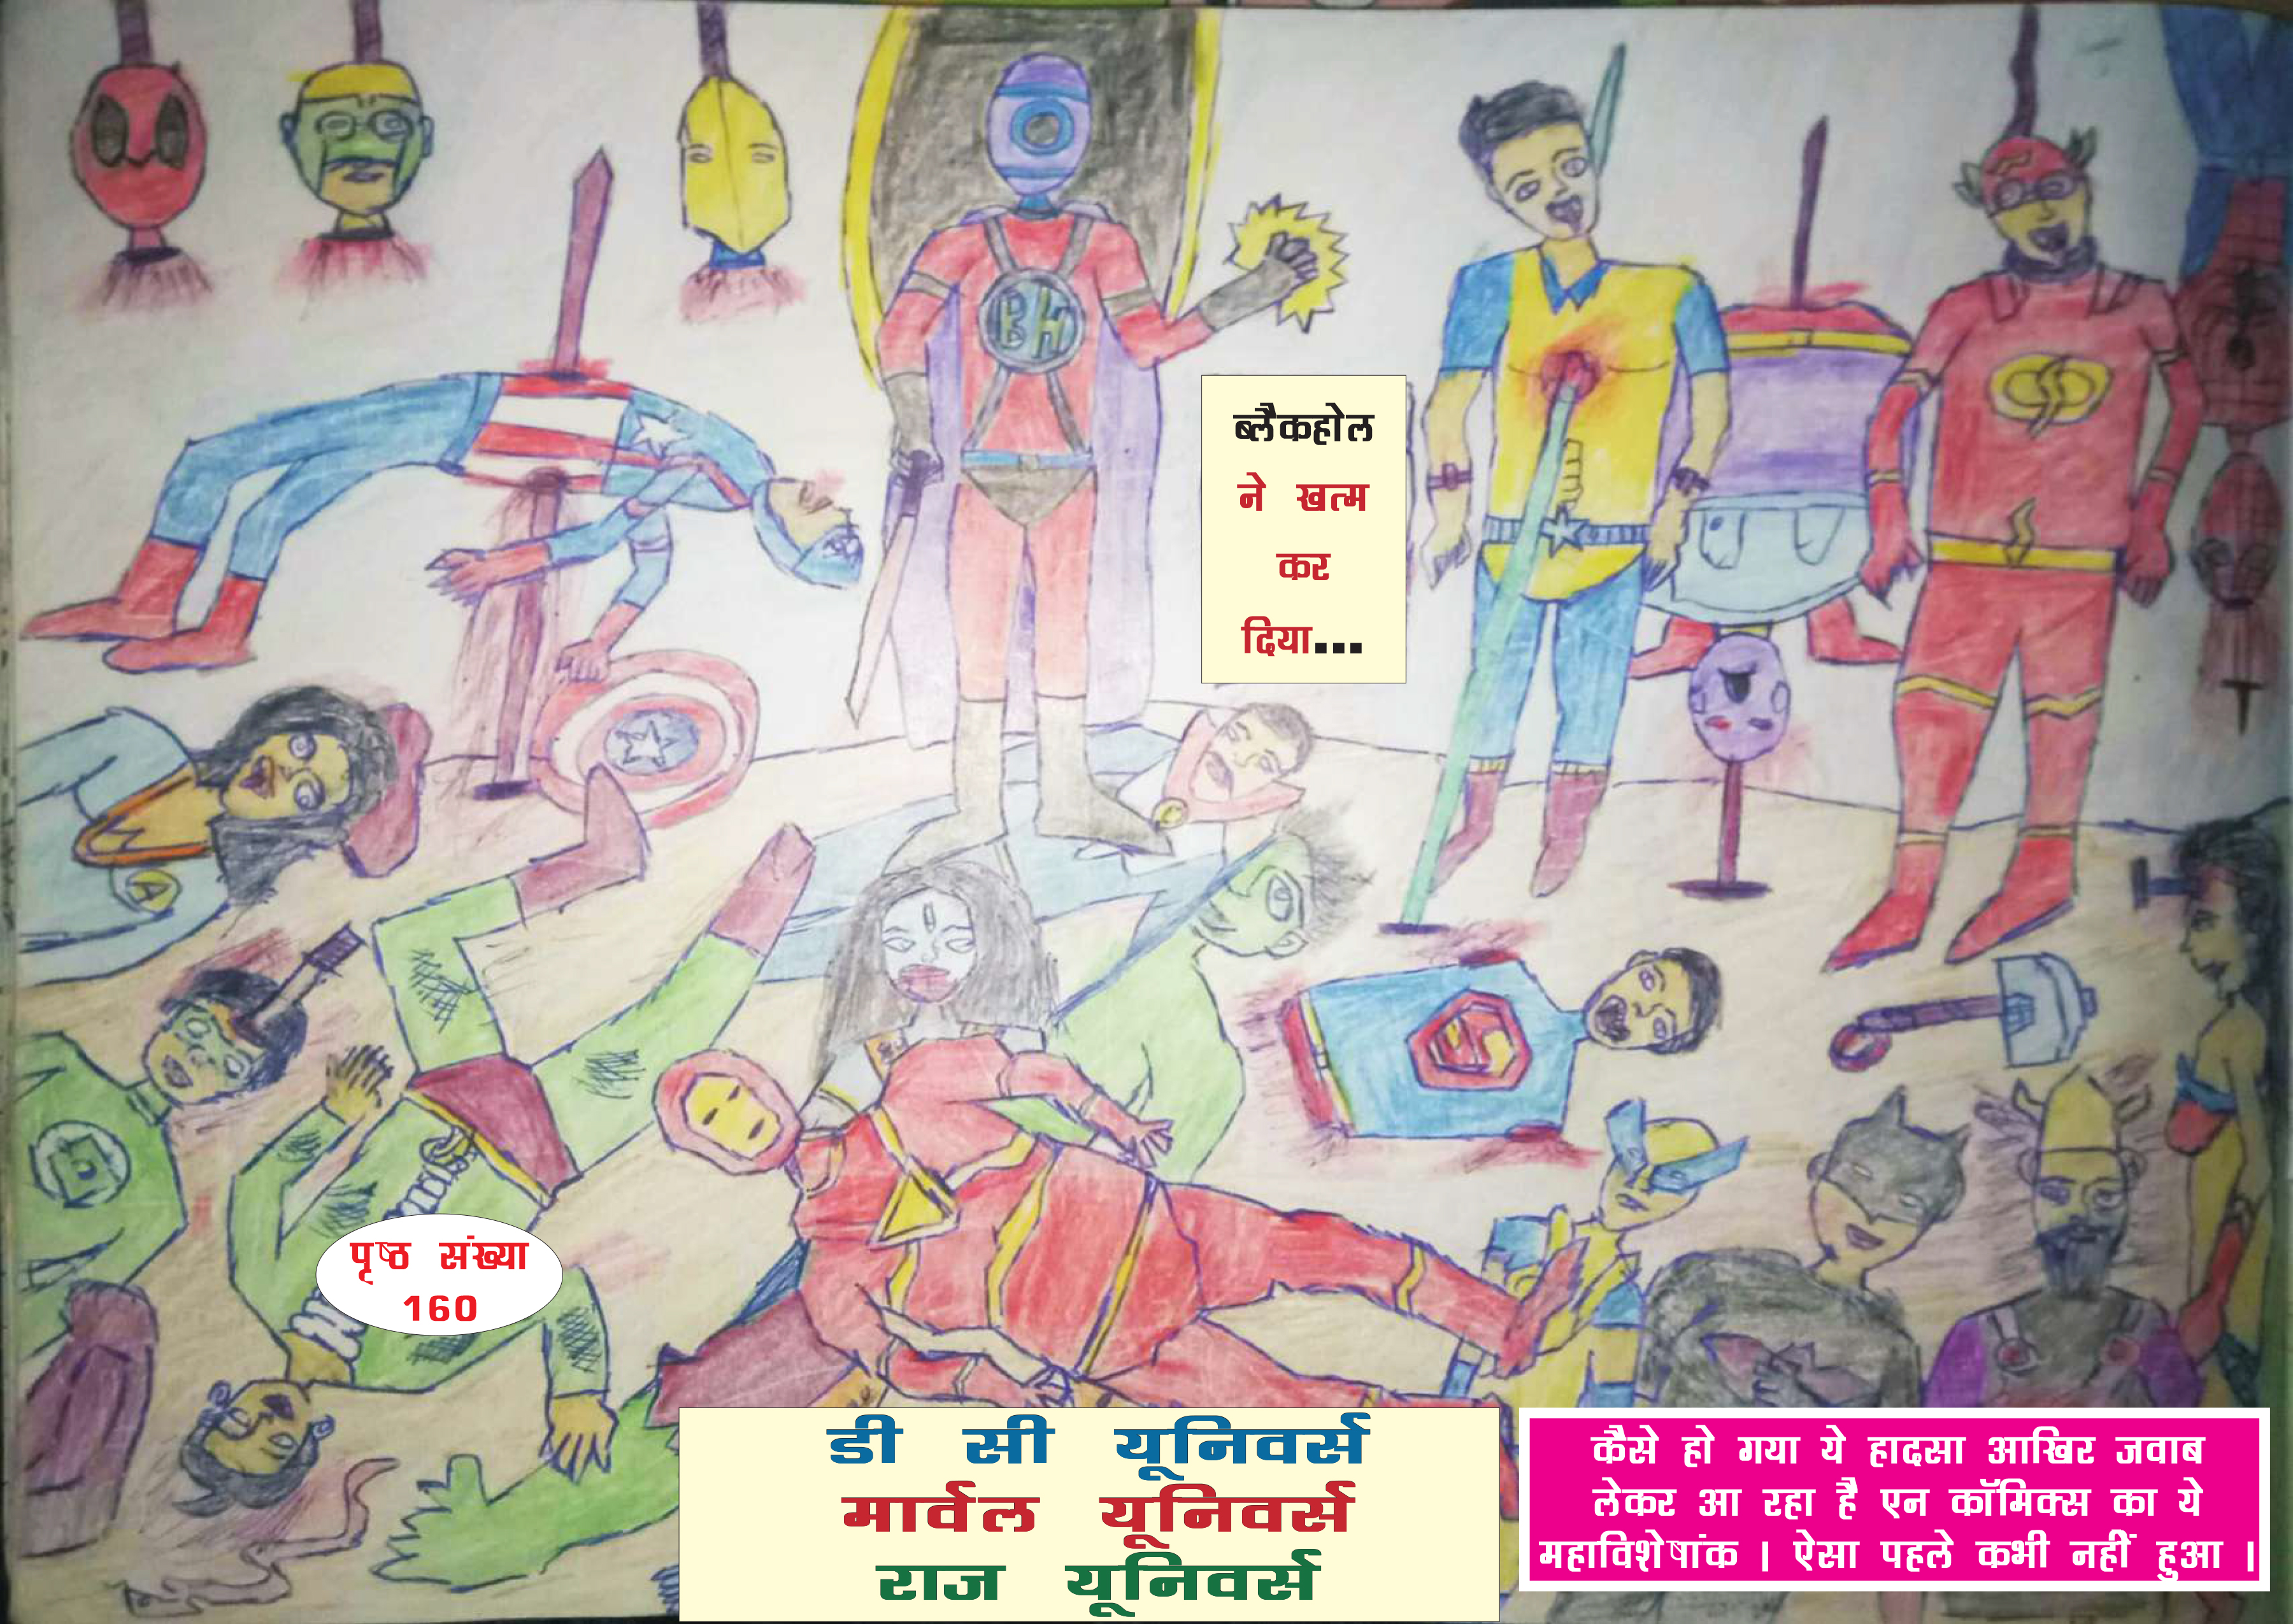 BH
ब्लैकहोल
ने खत्म
कर
दिया...
A
S
पृष्ठ संख्या
160
डी सी यूनिवर्स
मार्वेल यूनिवर्स
राज यूनिवर्स
कैसे हो गया ये हादसा आखिर जवाब
लेकर आ रहा है एन कॉमिक्स का ये
महाविशेषांक । ऐसा पहले कभी नहीं हुआ ।